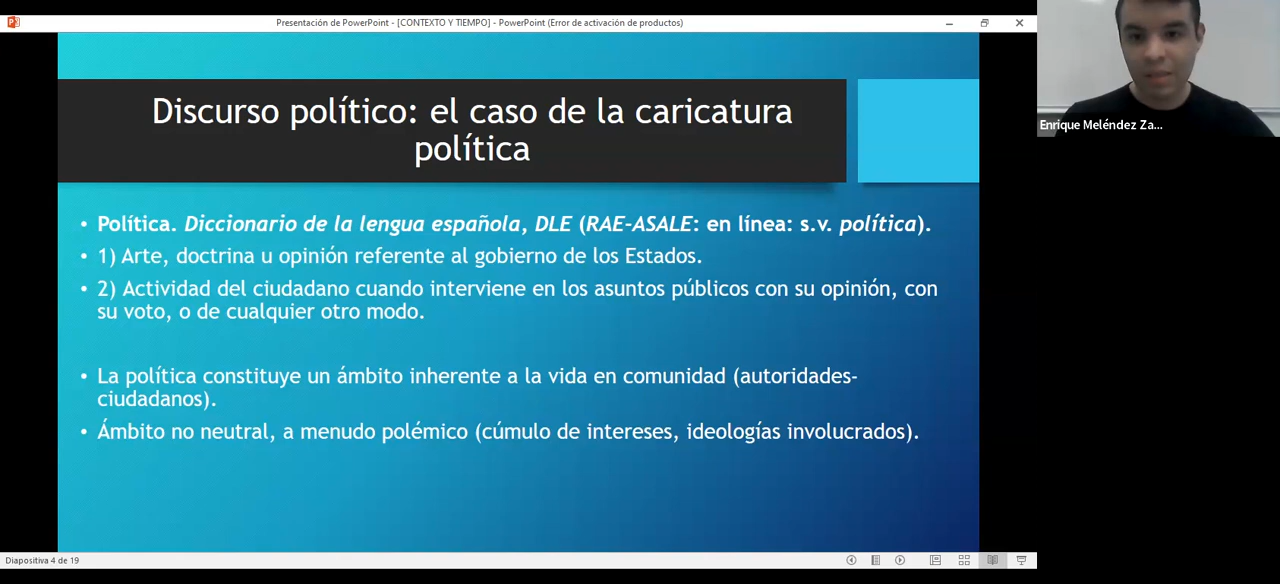 Presentación de PowerPoint - [CONTEXTO Y TIEMPO] - PowerPoint (Error de activación de productos)
Discurso político: el caso de la caricatura
política
Enrique Meléndez Za...
• Política. Diccionario de la lengua española, DLE (RAE-ASALE: en línea: s.v. política).
• 1) Arte, doctrina u opinión referente al gobierno de los Estados.
• 2) Actividad del ciudadano cuando interviene en los asuntos públicos con su opinión, con
su voto, o de cualquier otro modo.
• La política constituye un ámbito inherente a la vida en comunidad (autoridades-
ciudadanos).
• Ámbito no neutral, a menudo polémico (cúmulo de intereses, ideologías involucrados).
Diapositiva 4 de 19